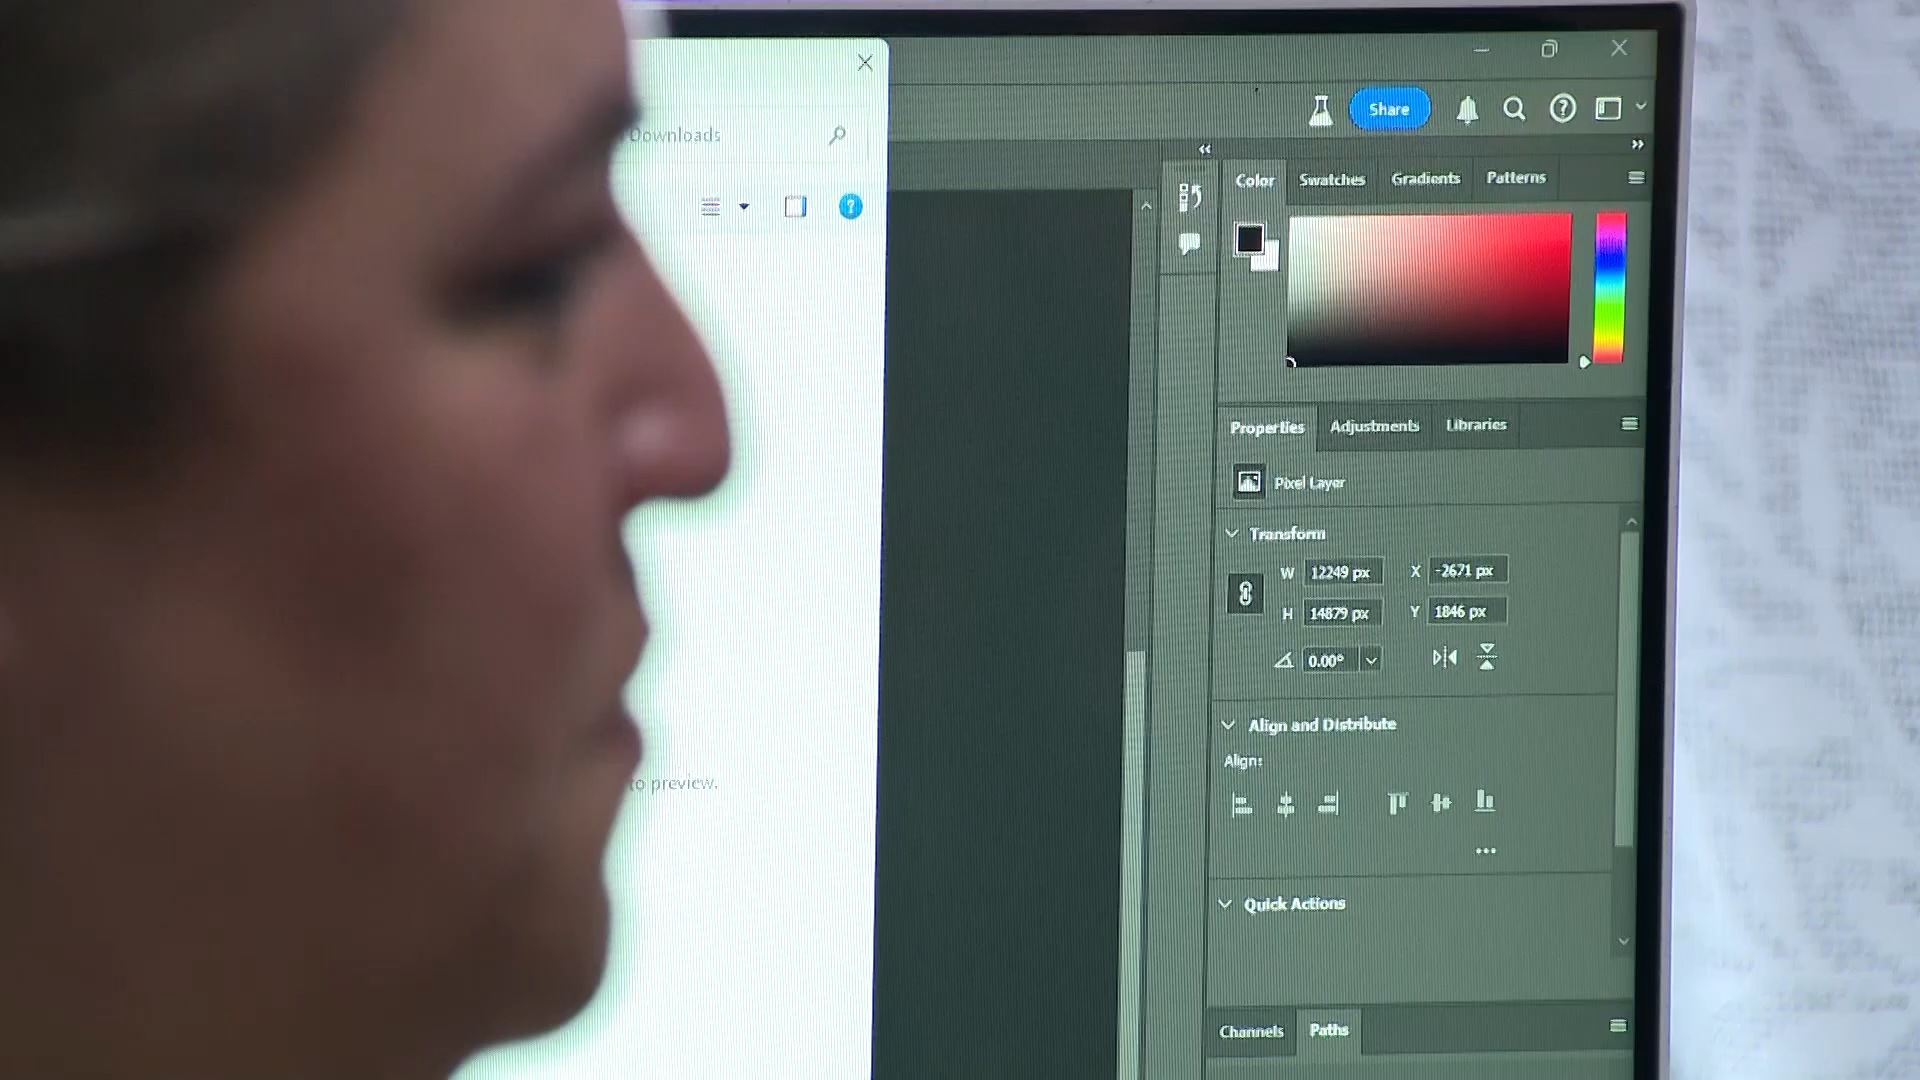 Downloads
?
to preview.
Share
Color Swatches Gradients Patterns
Properties Adjustments Libraries
Pixel Layer
Transform
W 12249 px X -2671 px
H 14879 px Y 1846 px
0.00°
Align and Distribute
Align:
Quick Actions
Channels Paths